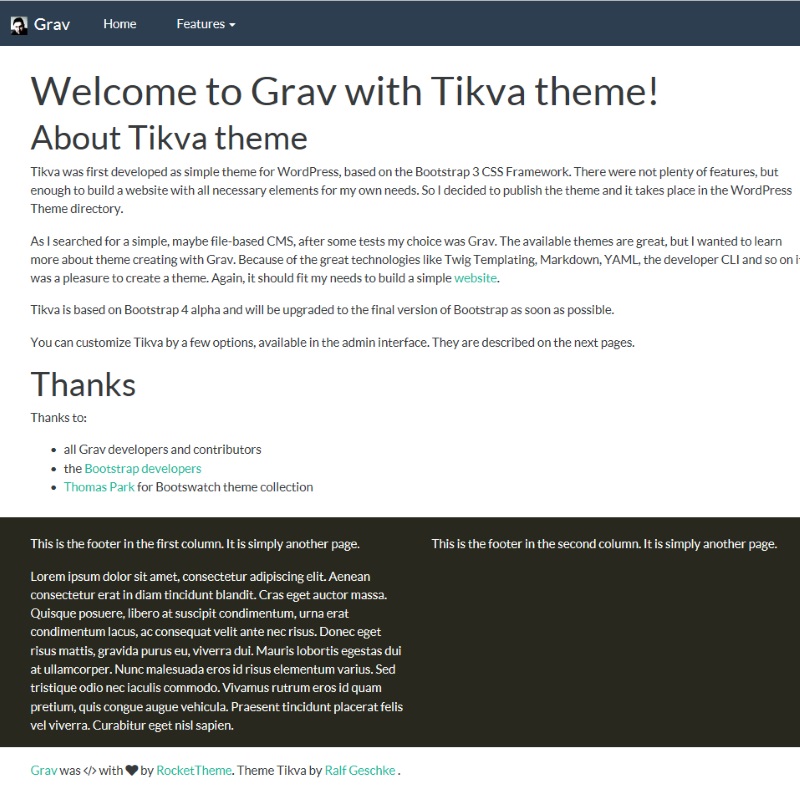 Grav Home Features
Welcome to Grav with Tikva theme!
About Tikva theme
Tikva was first developed as simple theme for WordPress, based on the Bootstrap 3 CSS Framework. There were not plenty of features, but
enough to build a website with all necessary elements for my own needs. So I decided to publish the theme and it takes place in the WordPress
Theme directory.
As I searched for a simple, maybe file-based CMS, after some tests my choice was Grav. The available themes are great, but I wanted to learn
more about theme creating with Grav. Because of the great technologies like Twig Templating, Markdown, YAML, the developer CLI and so on
was a pleasure to create a theme. Again, it should fit my needs to build a simple website.
Tikva is based on Bootstrap 4 alpha and will be upgraded to the final version of Bootstrap as soon as possible.
You can customize Tikva by a few options, available in the admin interface. They are described on the next pages.
Thanks
Thanks to:
• all Grav developers and contributors
• the Bootstrap developers
• Thomas Park for Bootswatch theme collection
This is the footer in the first column. It is simply another page.
Lorem ipsum dolor sit amet, consectetur adipiscing elit. Aenean
consectetur erat in diam tincidunt blandit. Cras eget auctor massa.
Quisque posuere, libero at suscipit condimentum, urna erat
condimentum lacus, ac consequat velit ante nec risus. Donec eget
risus mattis, gravida purus eu, viverra dui. Mauris lobortis egestas dui
at ullamcorper. Nunc malesuada eros id risus elementum varius. Sed
tristique odio nec iaculis commodo. Vivamus rutrum eros id quam
pretium, quis congue augue vehicula. Praesent tincidunt placerat felis
vel viverra. Curabitur eget nisl sapien.
This is the footer in the second column. It is simply another page.
Grav was </> with ♥ by RocketTheme. Theme Tikva by Ralf Geschke .